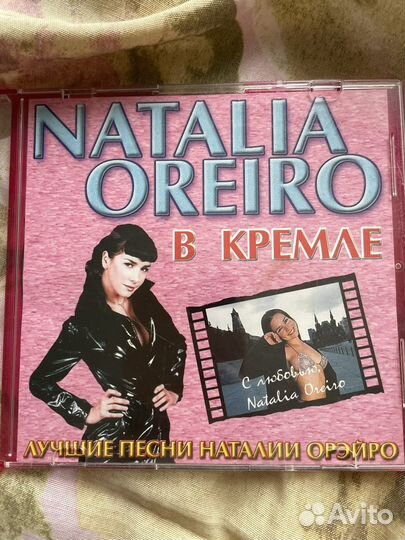 NATALIA
OREIRO
В КРЕМЛЕ
С любовью,
Natalia Oreiro
ЛУЧШИЕ ПЕСНИ НАТАЛИИ ОРЭЙРО
Avito